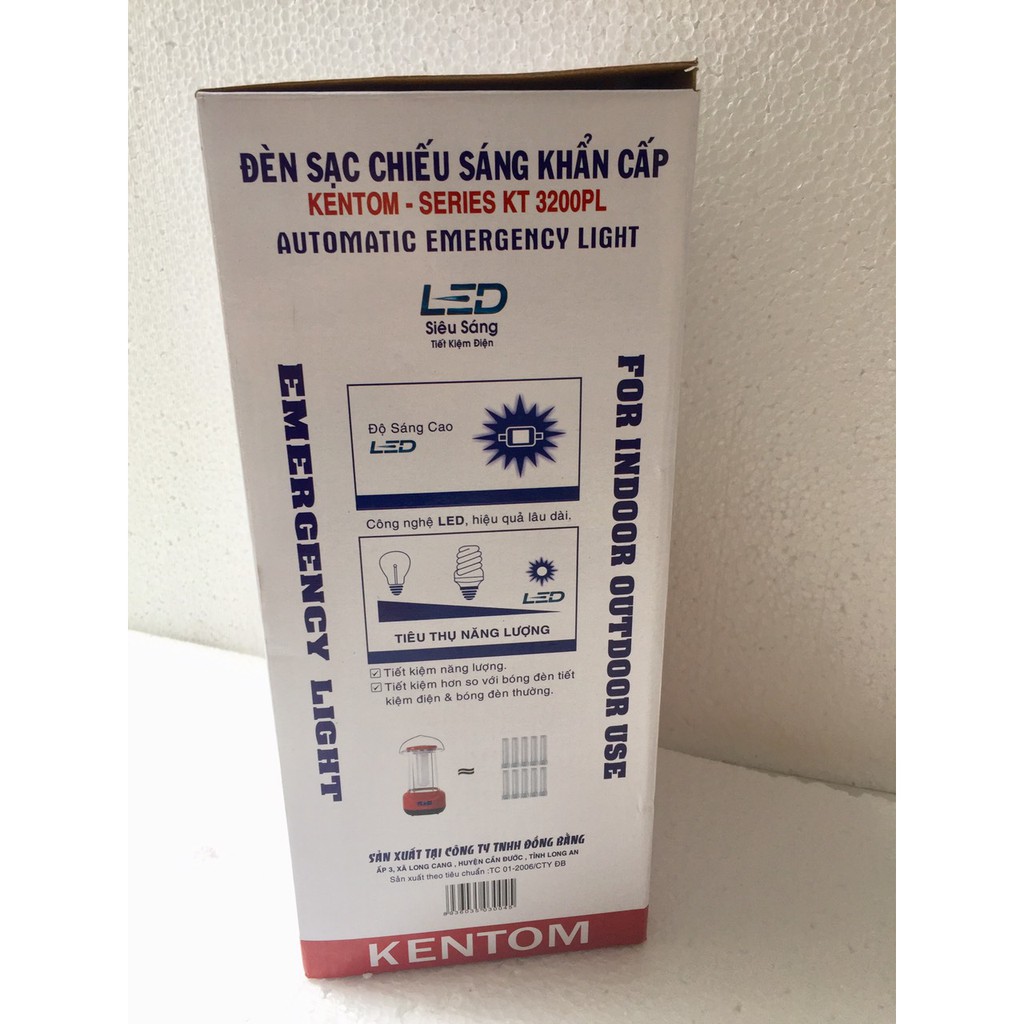 ĐÈN SẠC CHIẾU SÁNG KHẨN CẤP
KENTOM - SERIES KT 3200PL
AUTOMATIC EMERGENCY LIGHT
LED
Siêu Sáng
Tiết Kiệm Điện
EMERGENCY LIGHT
FOR INDOOR OUTDOOR USE
Độ Sáng Cao
LED
Công nghệ LED, hiệu quả lâu dài.
LED
TIÊU THỤ NĂNG LƯỢNG
Tiết kiệm năng lượng.
Tiết kiệm hơn so với bóng đèn tiết
kiệm điện & bóng đèn thường.
≈
SẢN XUẤT TẠI CÔNG TY TNHH ĐỒNG BẰNG
ẤP 3, XÃ LONG CANG , HUYỆN CẦN ĐƯỚC , TỈNH LONG AN
Sản xuất theo tiêu chuẩn :TC 01-2006/CTY ĐB
KENTOM